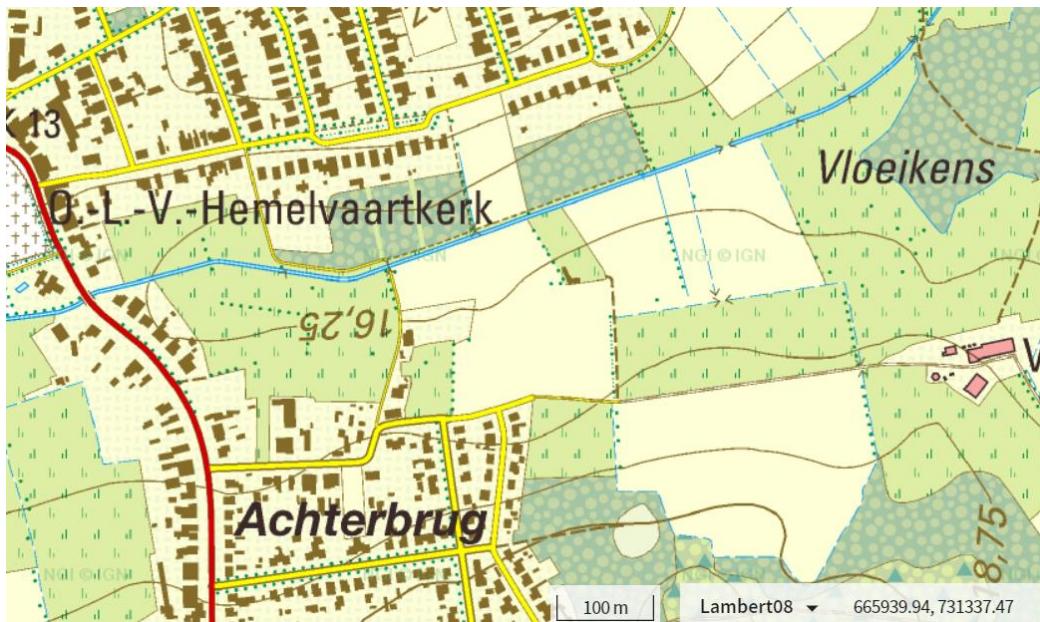 13
Vloeikens
O.-L.-V.-Hemelvaartkerk
NGI © IGN
NGI © IGN
16,25
Achterbrug
18,75
NGI © IGN
100 m
Lambert08
665939.94, 731337.47